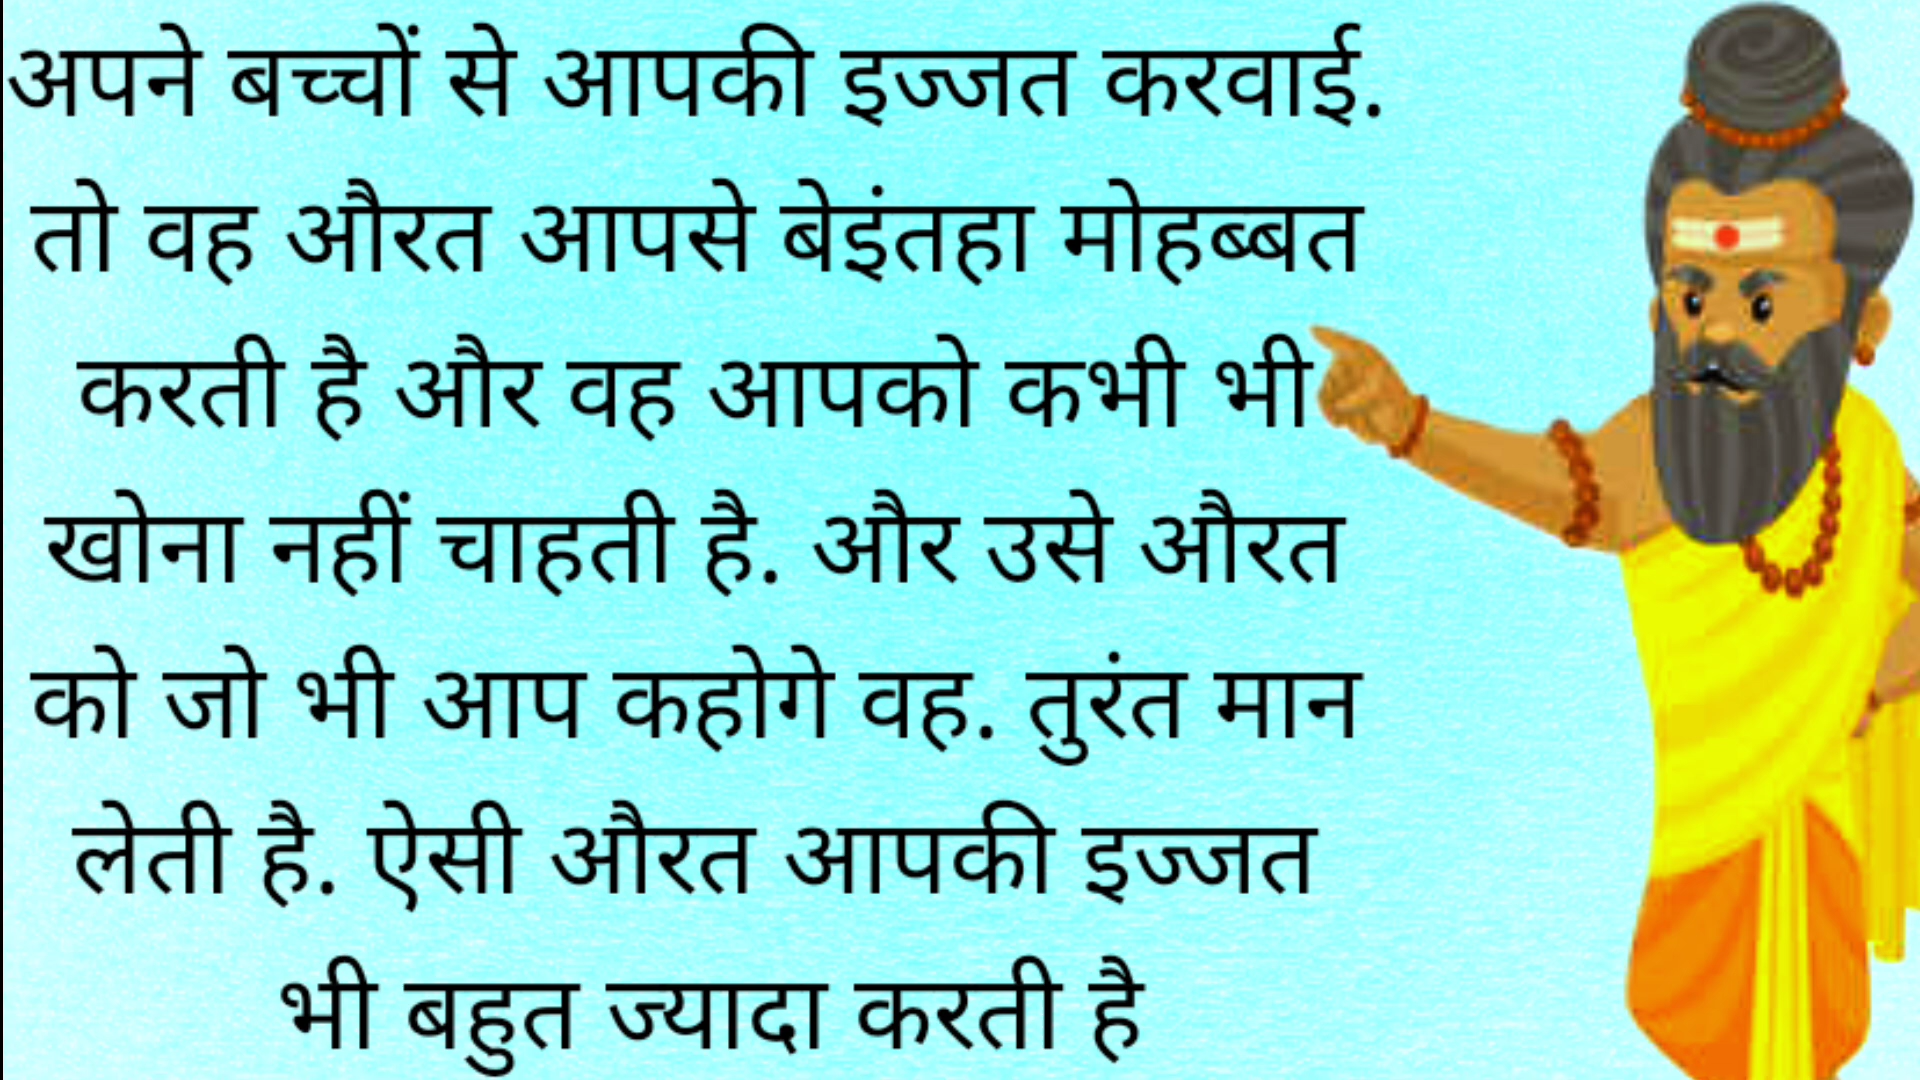 अपने बच्चों से आपकी इज्जत करवाई.
तो वह औरत आपसे बेइंतहा मोहब्बत
करती है और वह आपको कभी भी
खोना नहीं चाहती है. और उसे औरत
को जो भी आप कहोगे वह. तुरंत मान
लेती है. ऐसी औरत आपकी इज्जत
भी बहुत ज्यादा करती है